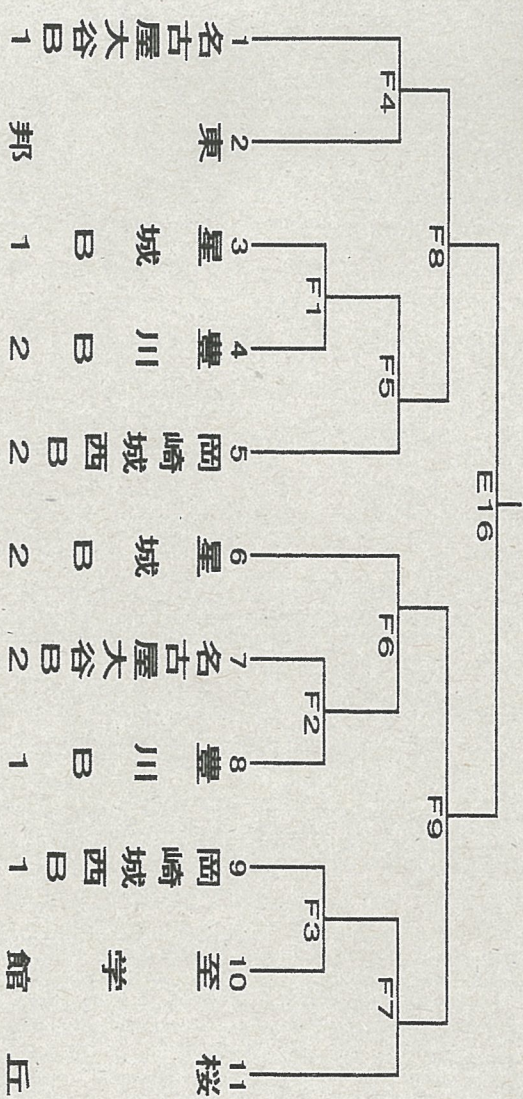 1 名古屋大谷B1
2 東邦
3 星城B1
4 豊川B2
5 岡崎城西B2
6 星城B2
7 名古屋大谷B2
8 豊川B1
9 岡崎城西B1
10 至学館
11 桜丘
F1
F2
F3
F4
F5
F6
F7
F8
F9
E16